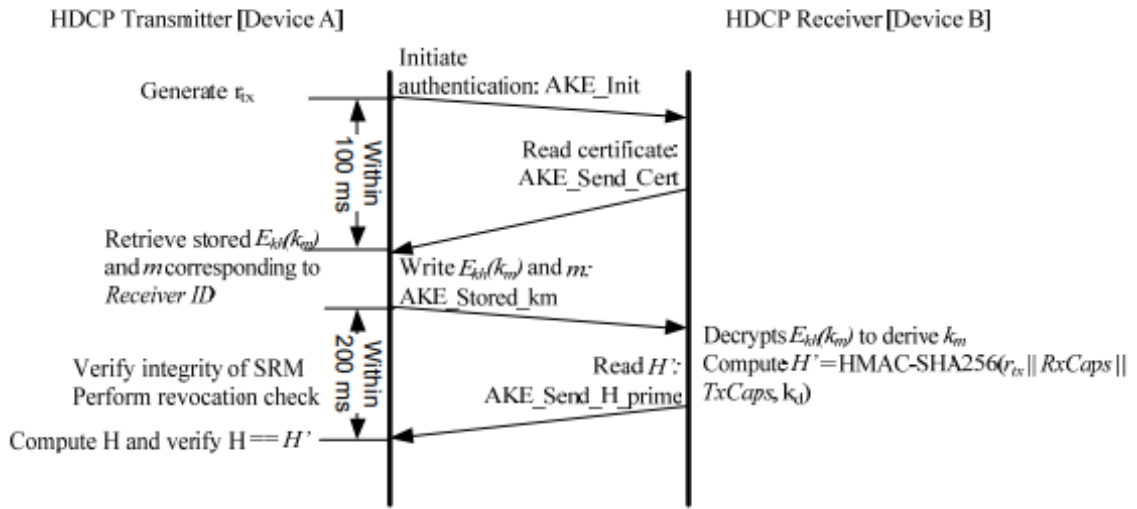 HDCP Transmitter [Device A]
HDCP Receiver [Device B]
Initiate
authentication: AKE_Init
Generate rtx
Within
100 ms
Read certificate:
AKE_Send_Cert
Retrieve stored Ekh(km)
and m corresponding to
Receiver ID
Write Ekh(km) and m:
AKE_Stored_km
Within
200 ms
Decrypts Ekh(km) to derive km
Compute H’=HMAC-SHA256(rtx || RxCaps ||
TxCaps, kd)
Verify integrity of SRM
Perform revocation check
Read H’:
AKE_Send_H_prime
Compute H and verify H==H’